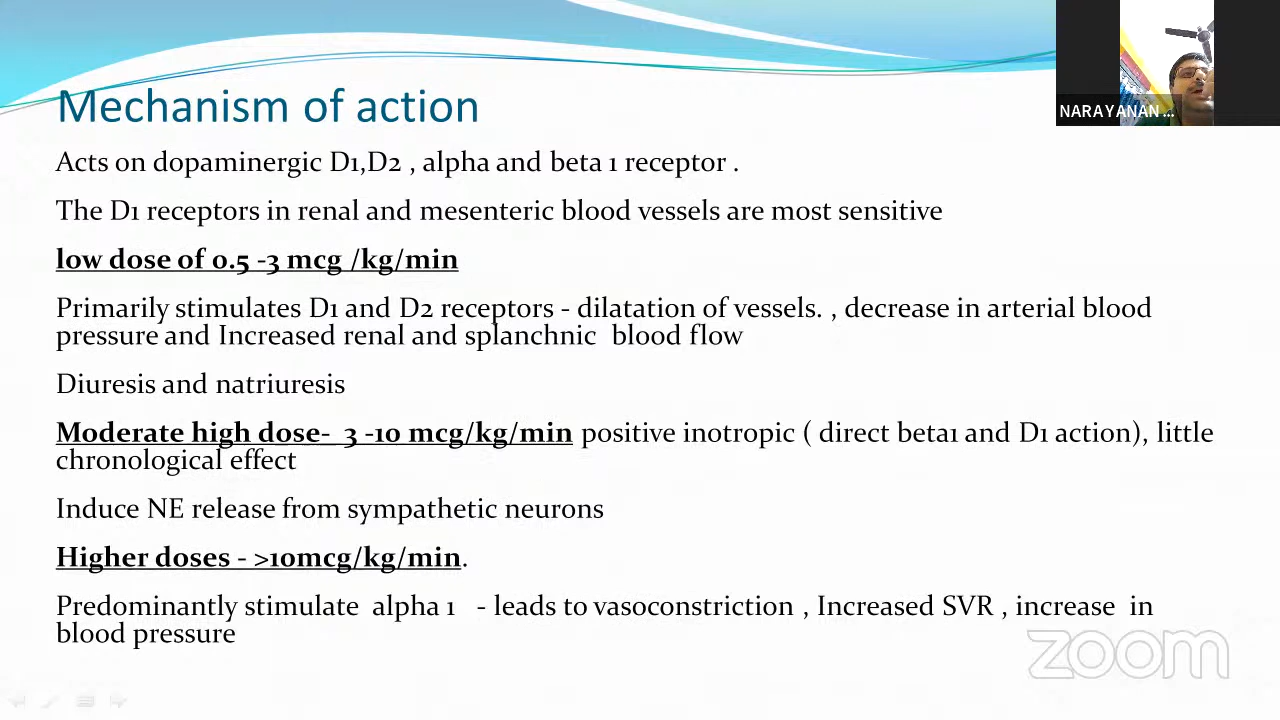 NARAYANAN ...
Mechanism of action
Acts on dopaminergic D1,D2 , alpha and beta 1 receptor .
The D1 receptors in renal and mesenteric blood vessels are most sensitive
low dose of 0.5 -3 mcg /kg/min
Primarily stimulates D1 and D2 receptors - dilatation of vessels. , decrease in arterial blood
pressure and Increased renal and splanchnic blood flow
Diuresis and natriuresis
Moderate high dose- 3 -10 mcg/kg/min positive inotropic ( direct beta1 and D1 action), little
chronological effect
Induce NE release from sympathetic neurons
Higher doses - >10mcg/kg/min.
Predominantly stimulate alpha 1 - leads to vasoconstriction , Increased SVR , increase in
blood pressure
zoom